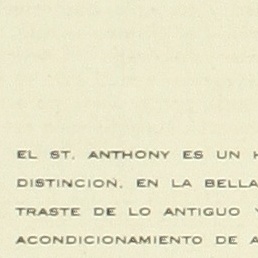 EL ST. ANTHONY ES UN
DISTINCION, EN LA BELLA
TRASTE DE LO ANTIGUO Y
ACONDICIONAMIENTO DE A